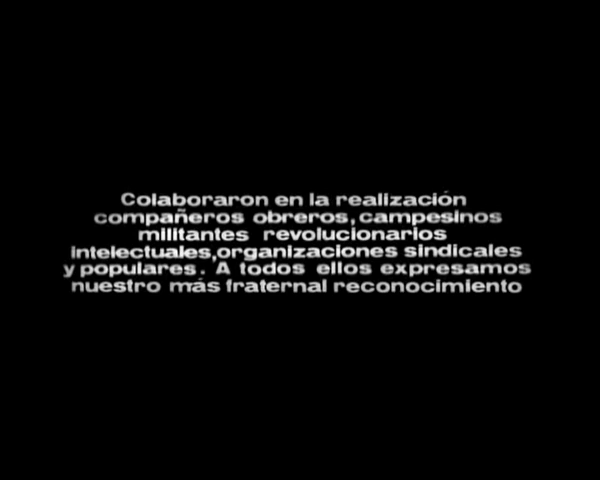 Colaboraron en la realización
compañeros obreros,campesinos
militantes revolucionarios
intelectuales,organizaciones sindicales
y populares. A todos ellos expresamos
nuestro más fraternal reconocimiento